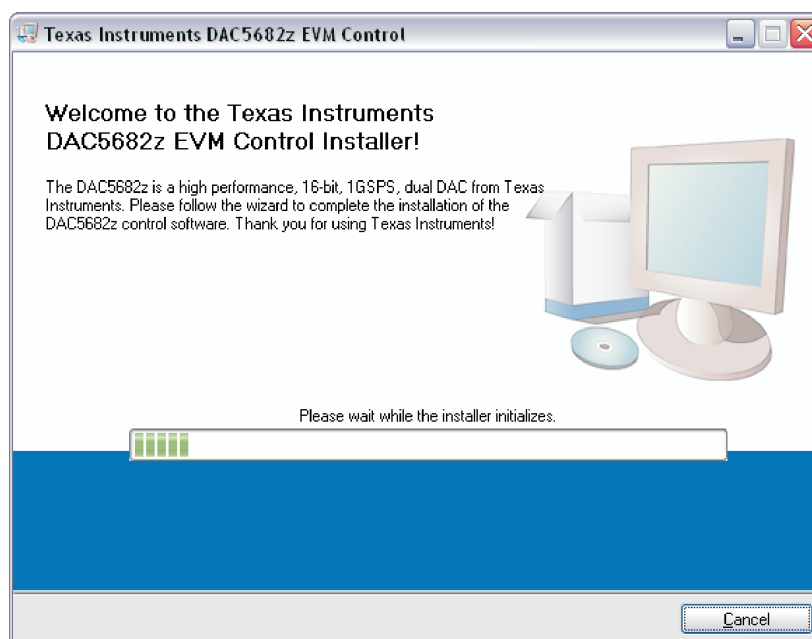 Texas Instruments DAC5682z EVM Control
Welcome to the Texas Instruments
DAC5682z EVM Control Installer!
The DAC5682z is a high performance, 16-bit, 1GSPS, dual DAC from Texas
Instruments. Please follow the wizard to complete the installation of the
DAC5682z control software. Thank you for using Texas Instruments!
Please wait while the installer initializes.
Cancel